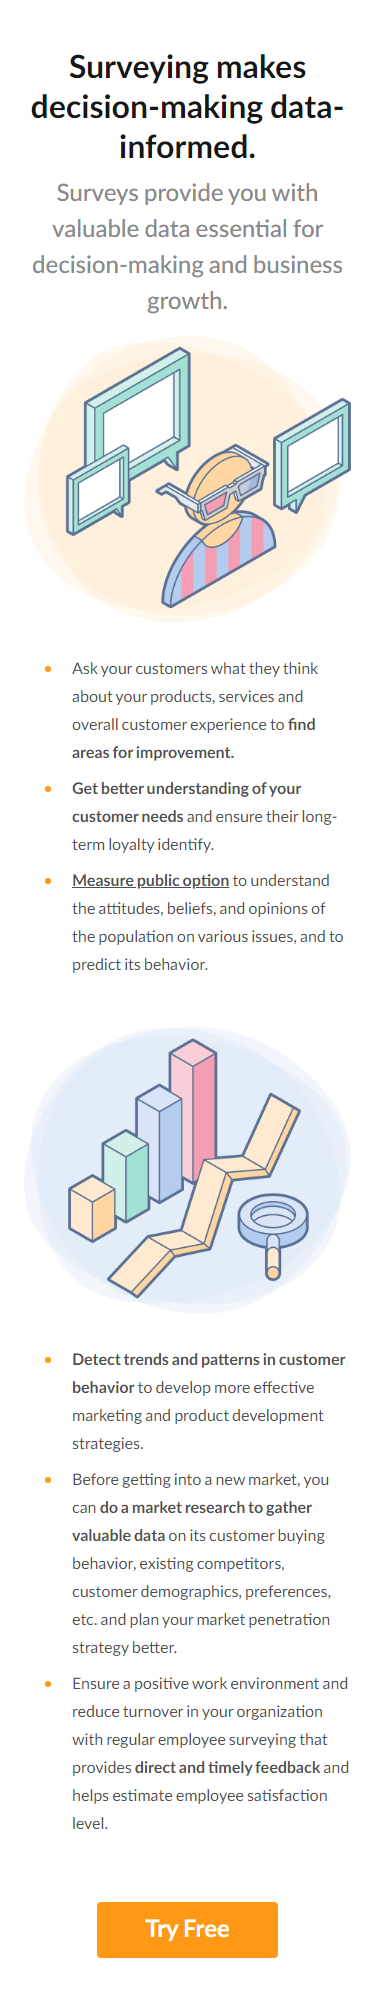 Surveying makes
decision-making data-
informed.
Surveys provide you with
valuable data essential for
decision-making and business
growth.
Ask your customers what they think
about your products, services and
overall customer experience to find
areas for improvement.
Get better understanding of your
customer needs and ensure their long-
term loyalty identify.
Measure public option to understand
the attitudes, beliefs, and opinions of
the population on various issues, and to
predict its behavior.
Detect trends and patterns in customer
behavior to develop more effective
marketing and product development
strategies.
Before getting into a new market, you
can do a market research to gather
valuable data on its customer buying
behavior, existing competitors,
customer demographics, preferences,
etc. and plan your market penetration
strategy better.
Ensure a positive work environment and
reduce turnover in your organization
with regular employee surveying that
provides direct and timely feedback and
helps estimate employee satisfaction
level.
Try Free